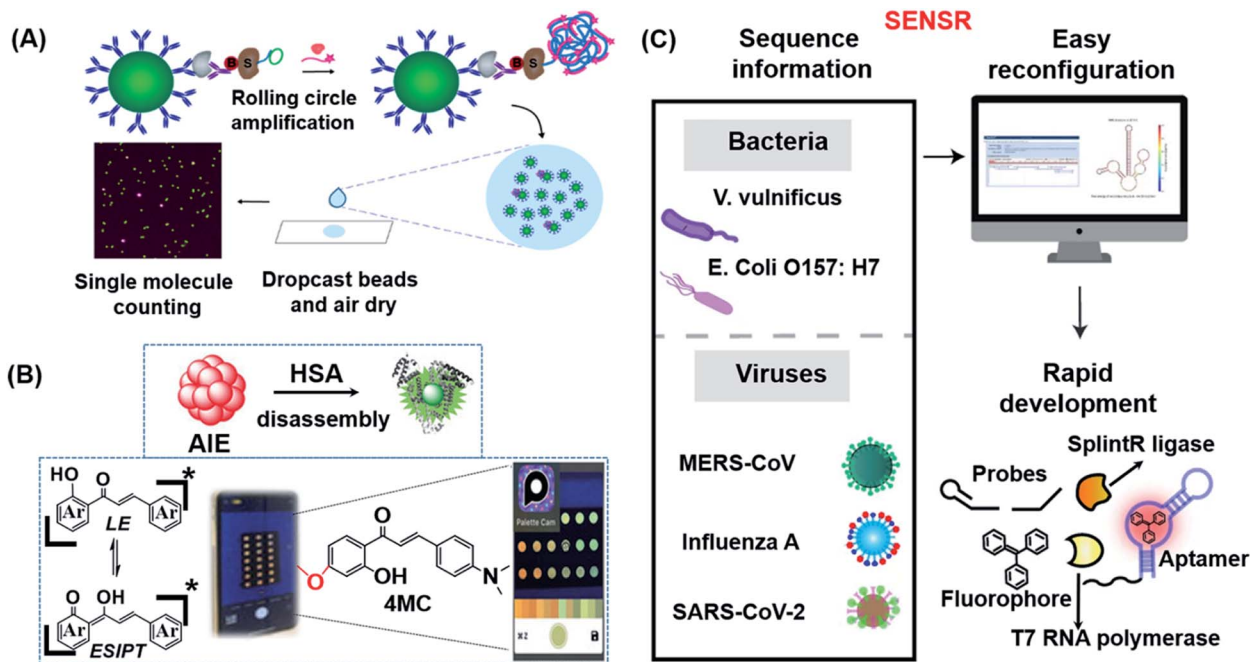 (A)
B
S
B
S
Rolling circle
amplification
Single molecule
counting
Dropcast beads
and air dry
(B)
AIE
HSA
disassembly
HO
O
*
Ar
Ar
LE
O
OH
*
Ar
Ar
ESIPT
O
OH
O
N
4MC
Palette Cam
⌘Z
(C)
SENSR
Sequence
information
Easy
reconfiguration
Bacteria
V. vulnificus
E. Coli O157: H7
Viruses
MERS-CoV
Influenza A
SARS-CoV-2
Rapid
development
SplintR ligase
Probes
Aptamer
Fluorophore
T7 RNA polymerase